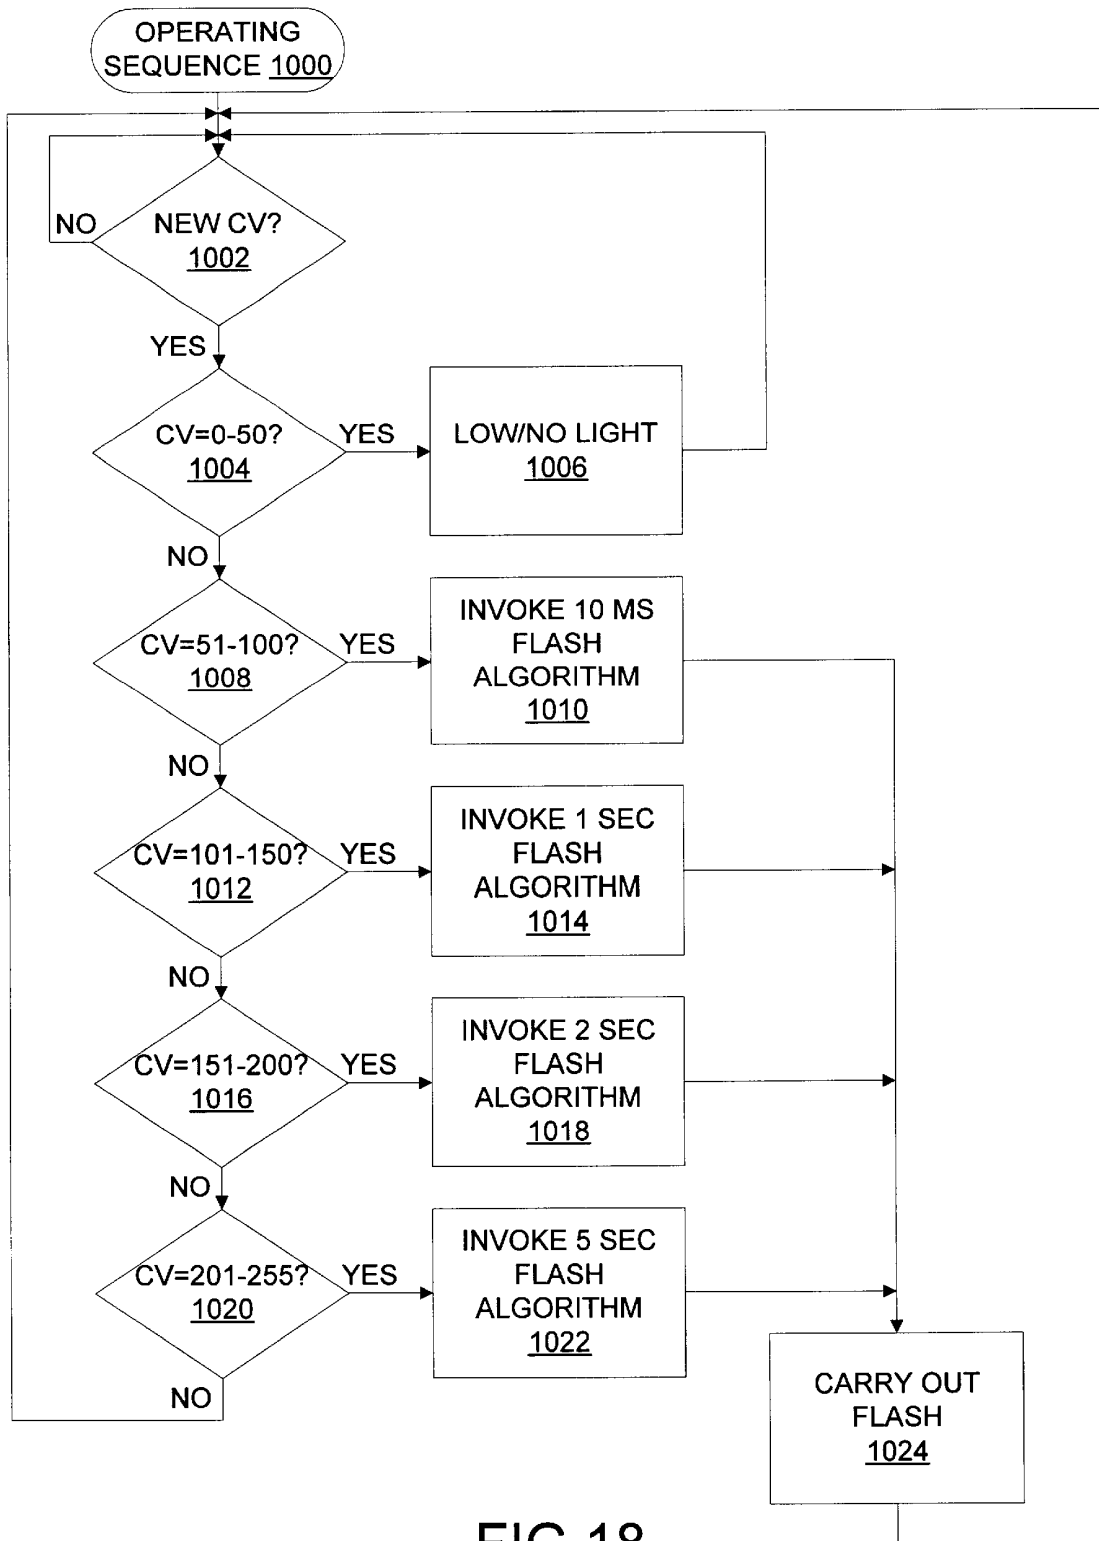 OPERATING
SEQUENCE 1000
NEW CV?
1002
NO
YES
CV=0-50?
1004
YES
LOW/NO LIGHT
1006
NO
CV=51-100?
1008
YES
INVOKE 10 MS
FLASH
ALGORITHM
1010
NO
CV=101-150?
1012
YES
INVOKE 1 SEC
FLASH
ALGORITHM
1014
NO
CV=151-200?
1016
YES
INVOKE 2 SEC
FLASH
ALGORITHM
1018
NO
CV=201-255?
1020
YES
INVOKE 5 SEC
FLASH
ALGORITHM
1022
NO
CARRY OUT
FLASH
1024
FIG 18